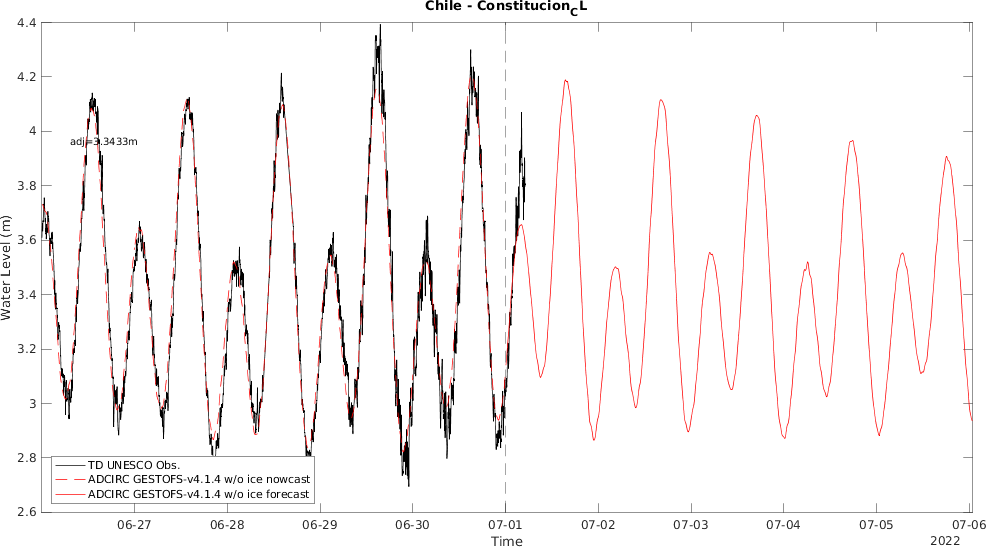 Chile - Constitucion_CL
4.4
4.2
4
3.8
3.6
3.4
3.2
3
2.8
2.6
Water Level (m)
adj=3.3433m
TD UNESCO Obs.
ADCIRC GESTOFS-v4.1.4 w/o ice nowcast
ADCIRC GESTOFS-v4.1.4 w/o ice forecast
06-27 06-28 06-29 06-30 07-01 07-02 07-03 07-04 07-05 07-06
Time
2022